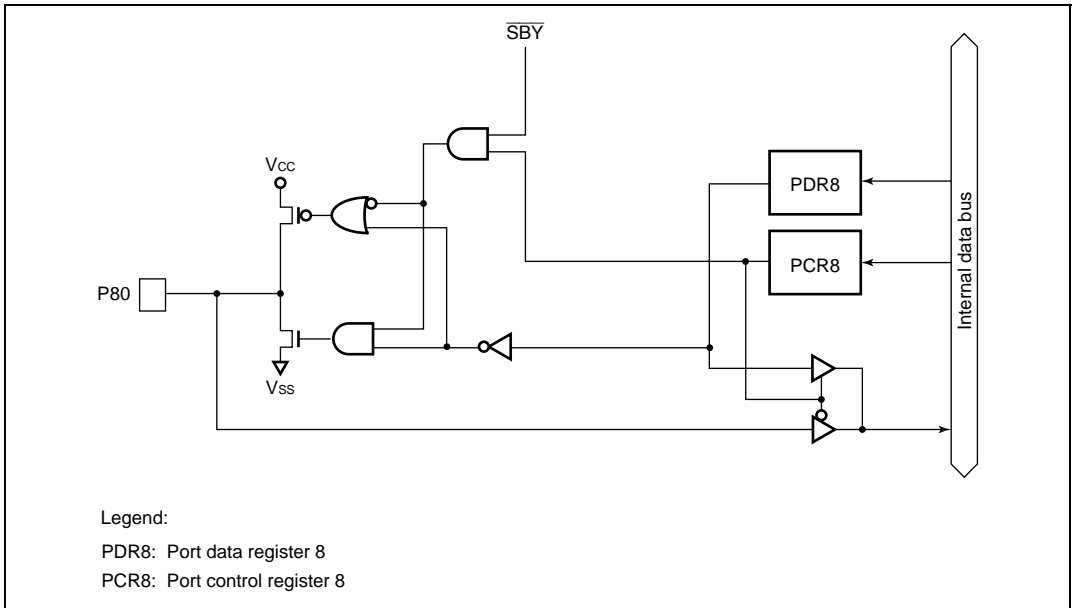 SBY
VCC
PDR8
PCR8
Internal data bus
P80
VSS
Legend:
PDR8: Port data register 8
PCR8: Port control register 8